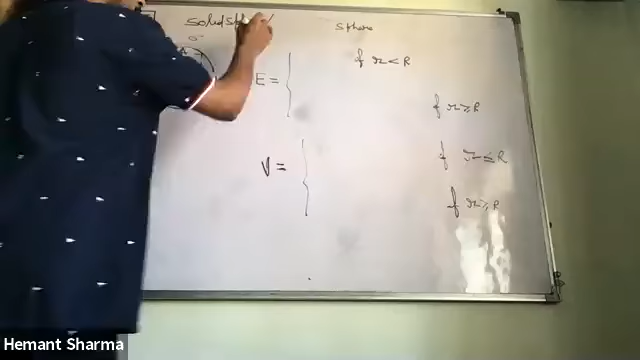 solid sphere
E = { if r < R
if r ≥ R
V = { if r ≤ R
if r ≥ R
Hemant Sharma